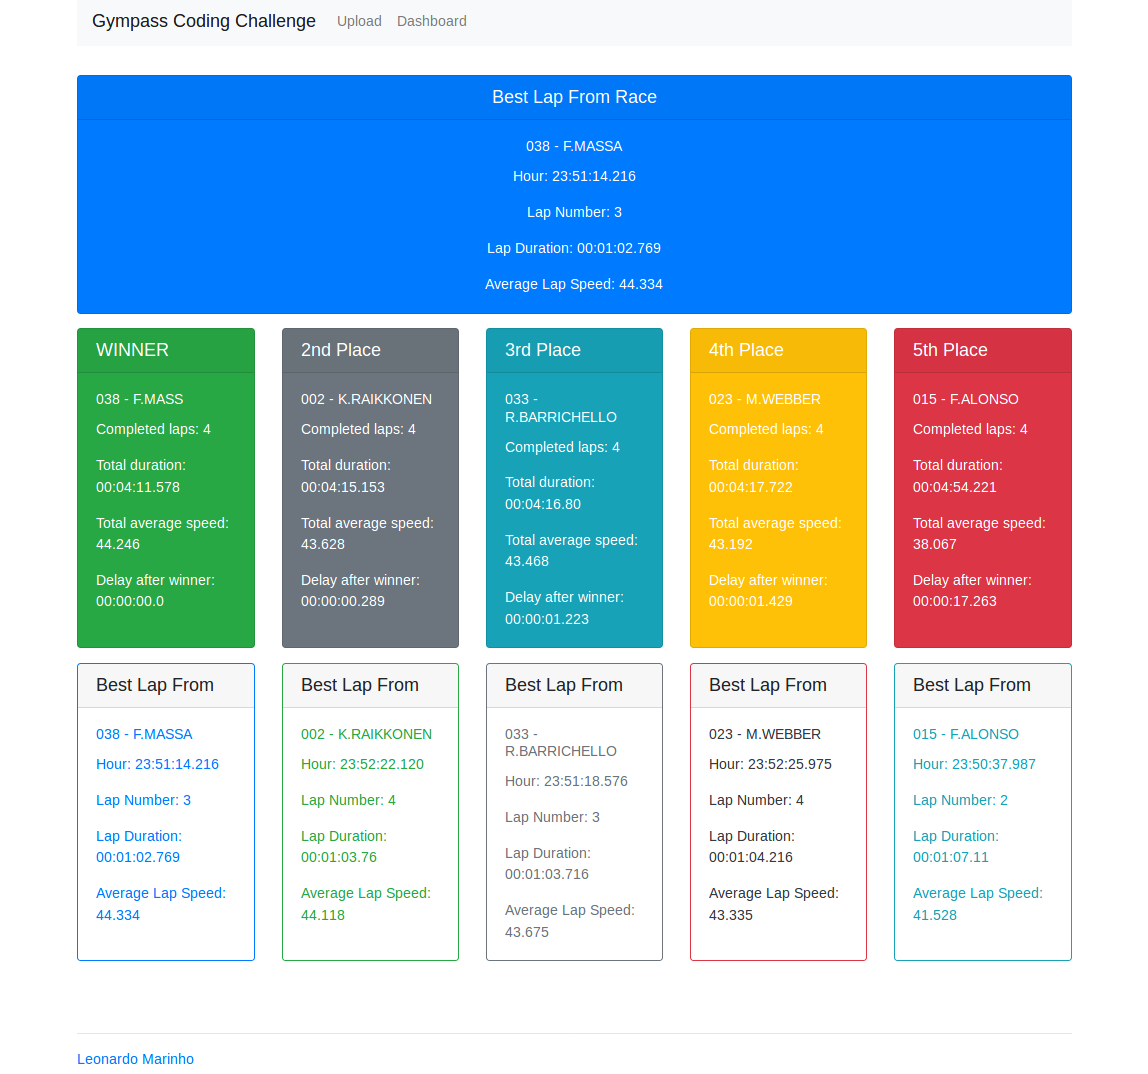 Gympass Coding Challenge Upload Dashboard
Best Lap From Race
038 - F.MASSA
Hour: 23:51:14.216
Lap Number: 3
Lap Duration: 00:01:02.769
Average Lap Speed: 44.334
WINNER
038 - F.MASS
Completed laps: 4
Total duration:
00:04:11.578
Total average speed:
44.246
Delay after winner:
00:00:00.0
2nd Place
002 - K.RAIKKONEN
Completed laps: 4
Total duration:
00:04:15.153
Total average speed:
43.628
Delay after winner:
00:00:00.289
3rd Place
033 -
R.BARRICHELLO
Completed laps: 4
Total duration:
00:04:16.80
Total average speed:
43.468
Delay after winner:
00:00:01.223
4th Place
023 - M.WEBBER
Completed laps: 4
Total duration:
00:04:17.722
Total average speed:
43.192
Delay after winner:
00:00:01.429
5th Place
015 - F.ALONSO
Completed laps: 4
Total duration:
00:04:54.221
Total average speed:
38.067
Delay after winner:
00:00:17.263
Best Lap From
038 - F.MASSA
Hour: 23:51:14.216
Lap Number: 3
Lap Duration:
00:01:02.769
Average Lap Speed:
44.334
Best Lap From
002 - K.RAIKKONEN
Hour: 23:52:22.120
Lap Number: 4
Lap Duration:
00:01:03.76
Average Lap Speed:
44.118
Best Lap From
033 -
R.BARRICHELLO
Hour: 23:51:18.576
Lap Number: 3
Lap Duration:
00:01:03.716
Average Lap Speed:
43.675
Best Lap From
023 - M.WEBBER
Hour: 23:52:25.975
Lap Number: 4
Lap Duration:
00:01:04.216
Average Lap Speed:
43.335
Best Lap From
015 - F.ALONSO
Hour: 23:50:37.987
Lap Number: 2
Lap Duration:
00:01:07.11
Average Lap Speed:
41.528
Leonardo Marinho